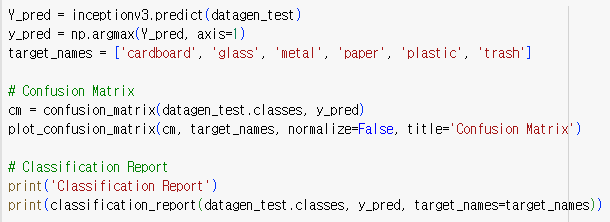 Y_pred = inceptionv3.predict(datagen_test)
y_pred = np.argmax(Y_pred, axis=1)
target_names = ['cardboard', 'glass', 'metal', 'paper', 'plastic', 'trash']
# Confusion Matrix
cm = confusion_matrix(datagen_test.classes, y_pred)
plot_confusion_matrix(cm, target_names, normalize=False, title='Confusion Matrix')
# Classification Report
print('Classification Report')
print(classification_report(datagen_test.classes, y_pred, target_names=target_names))